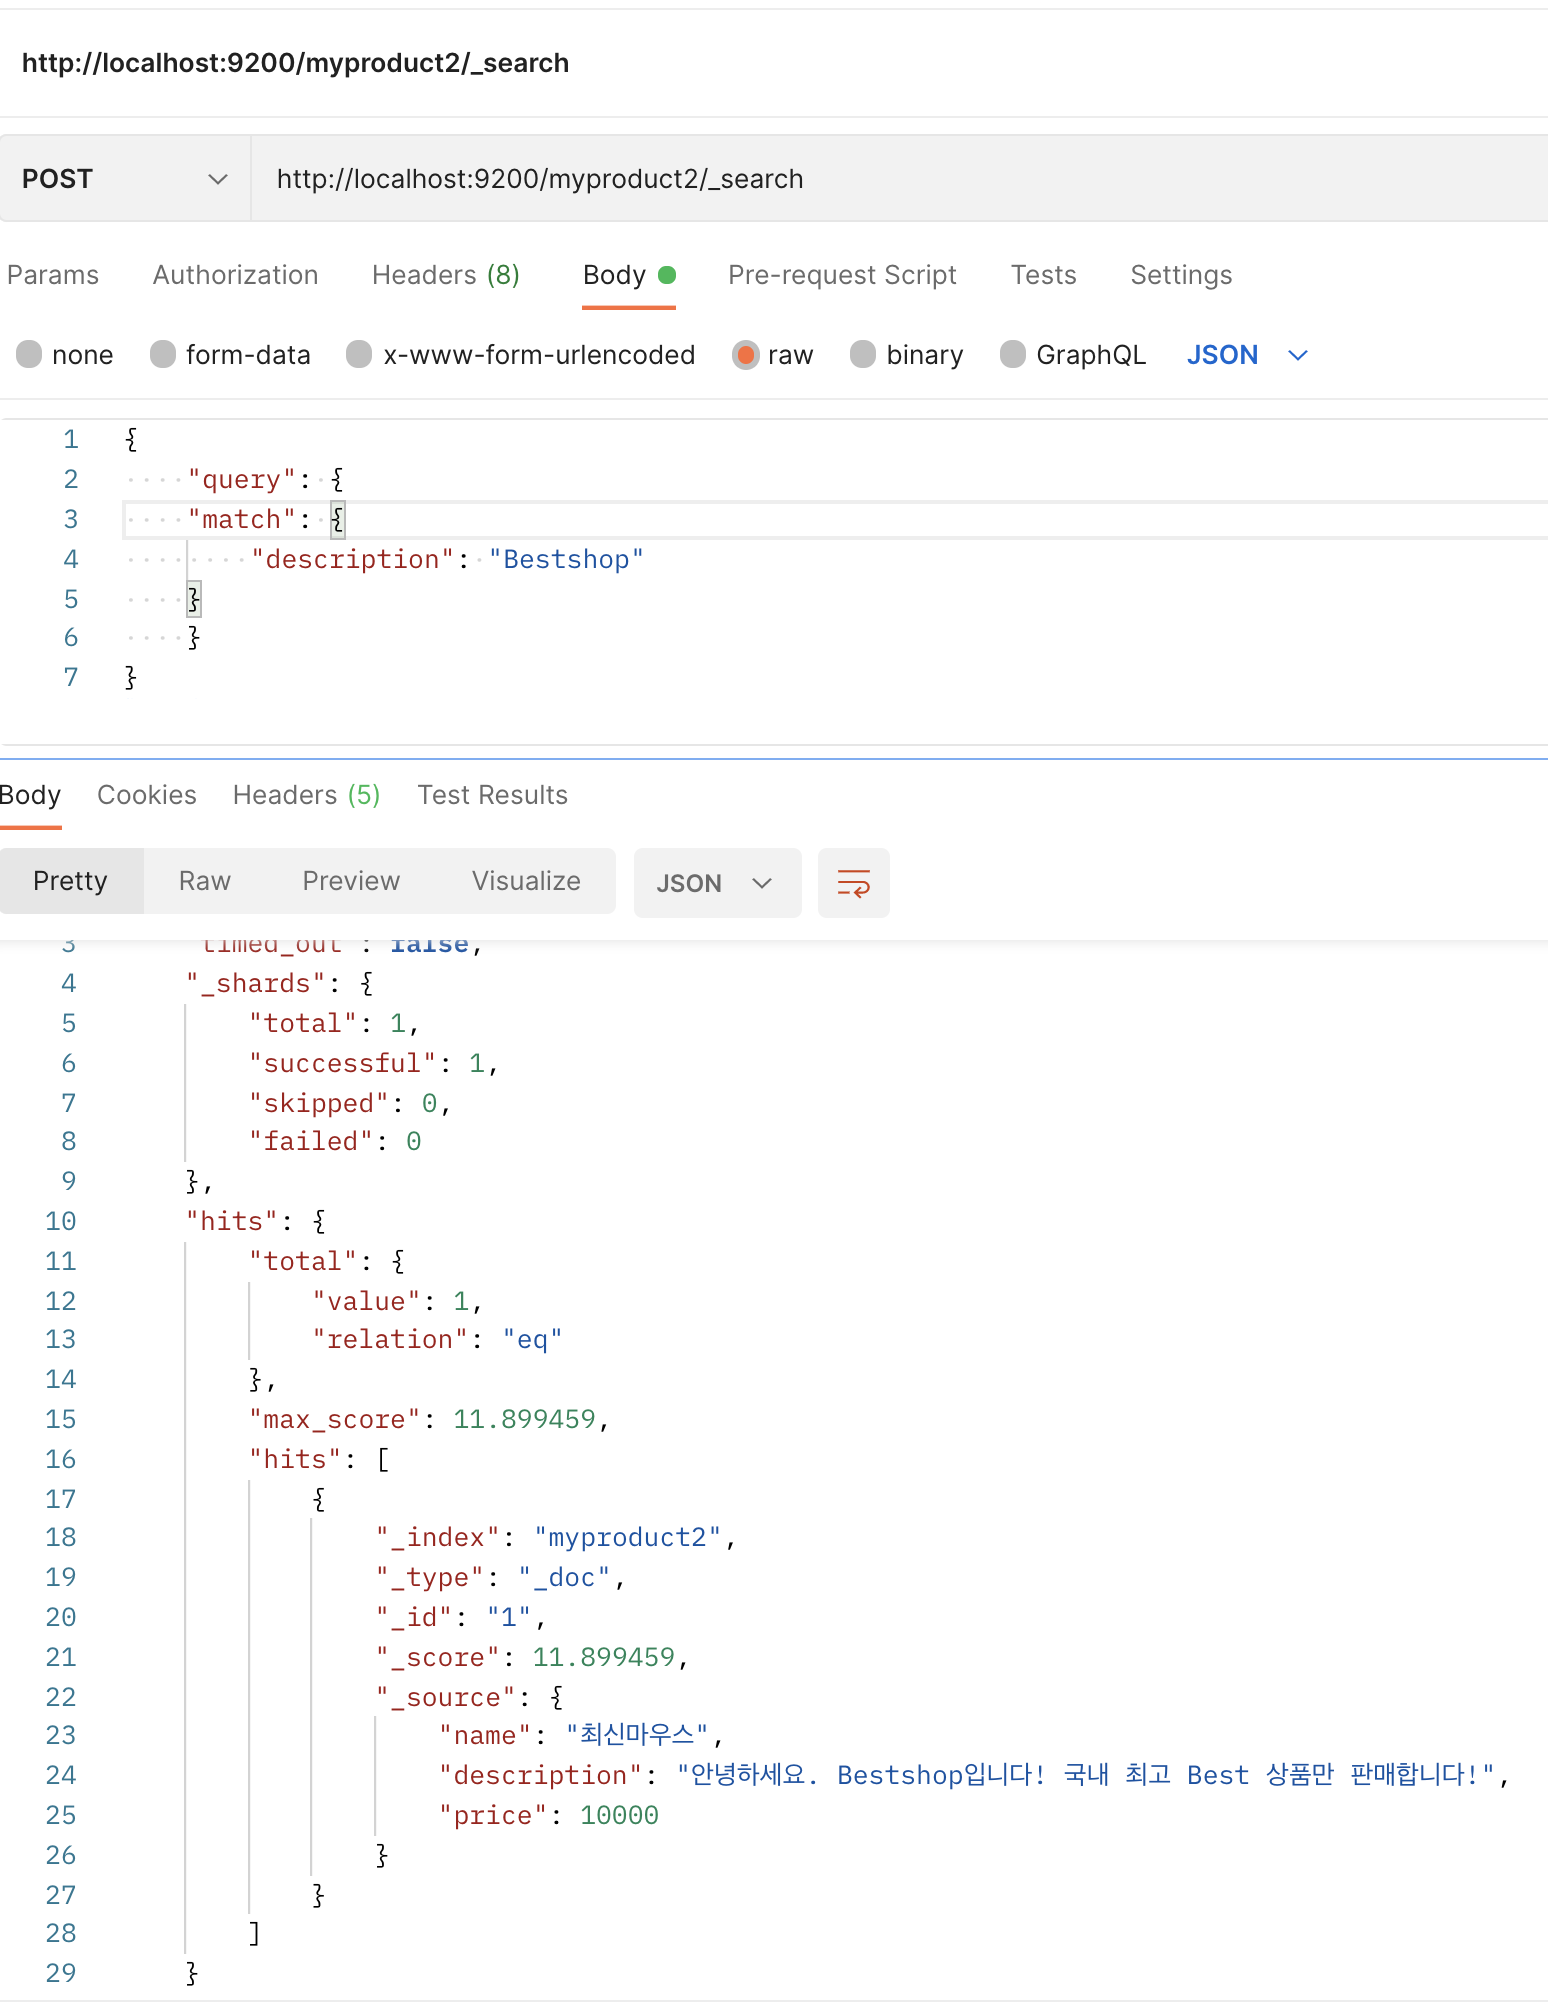 http://localhost:9200/myproduct2/_search
POST http://localhost:9200/myproduct2/_search
Params Authorization Headers (8) Body Pre-request Script Tests Settings
none form-data x-www-form-urlencoded raw binary GraphQL JSON
1 {
2 "query": {
3 "match": {
4 "description": "Bestshop"
5 }
6 }
7 }
Body Cookies Headers (5) Test Results
Pretty Raw Preview Visualize JSON
3 "timed_out": false,
4 "_shards": {
5 "total": 1,
6 "successful": 1,
7 "skipped": 0,
8 "failed": 0
9 },
10 "hits": {
11 "total": {
12 "value": 1,
13 "relation": "eq"
14 },
15 "max_score": 11.899459,
16 "hits": [
17 {
18 "_index": "myproduct2",
19 "_type": "_doc",
20 "_id": "1",
21 "_score": 11.899459,
22 "_source": {
23 "name": "최신마우스",
24 "description": "안녕하세요. Bestshop입니다! 국내 최고 Best 상품만 판매합니다!",
25 "price": 10000
26 }
27 }
28 ]
29 }